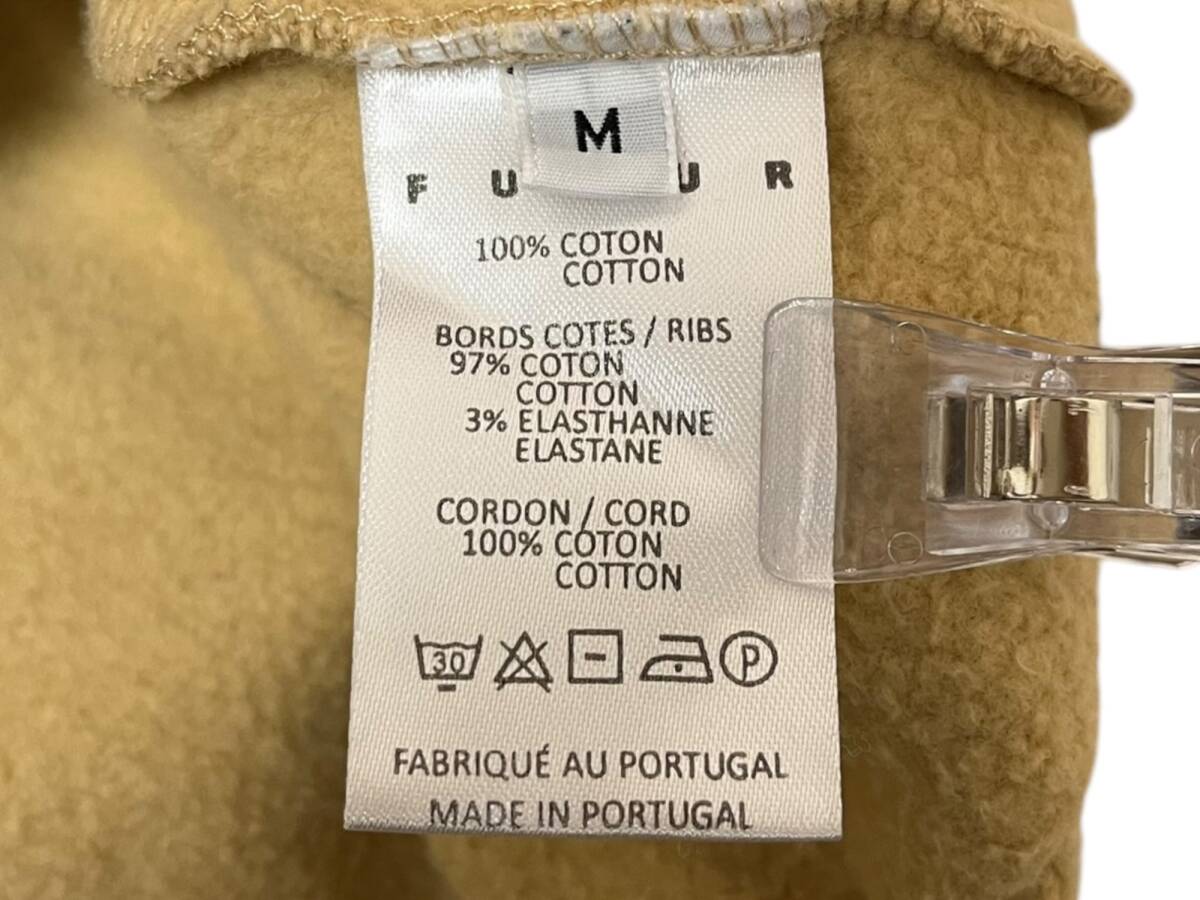 M
F U U R
100% COTON
COTTON
BORDS COTES / RIBS
97% COTON
COTTON
3% ELASTHANNE
ELASTANE
CORDON / CORD
100% COTON
COTTON
30 P
FABRIQUÉ AU PORTUGAL
MADE IN PORTUGAL